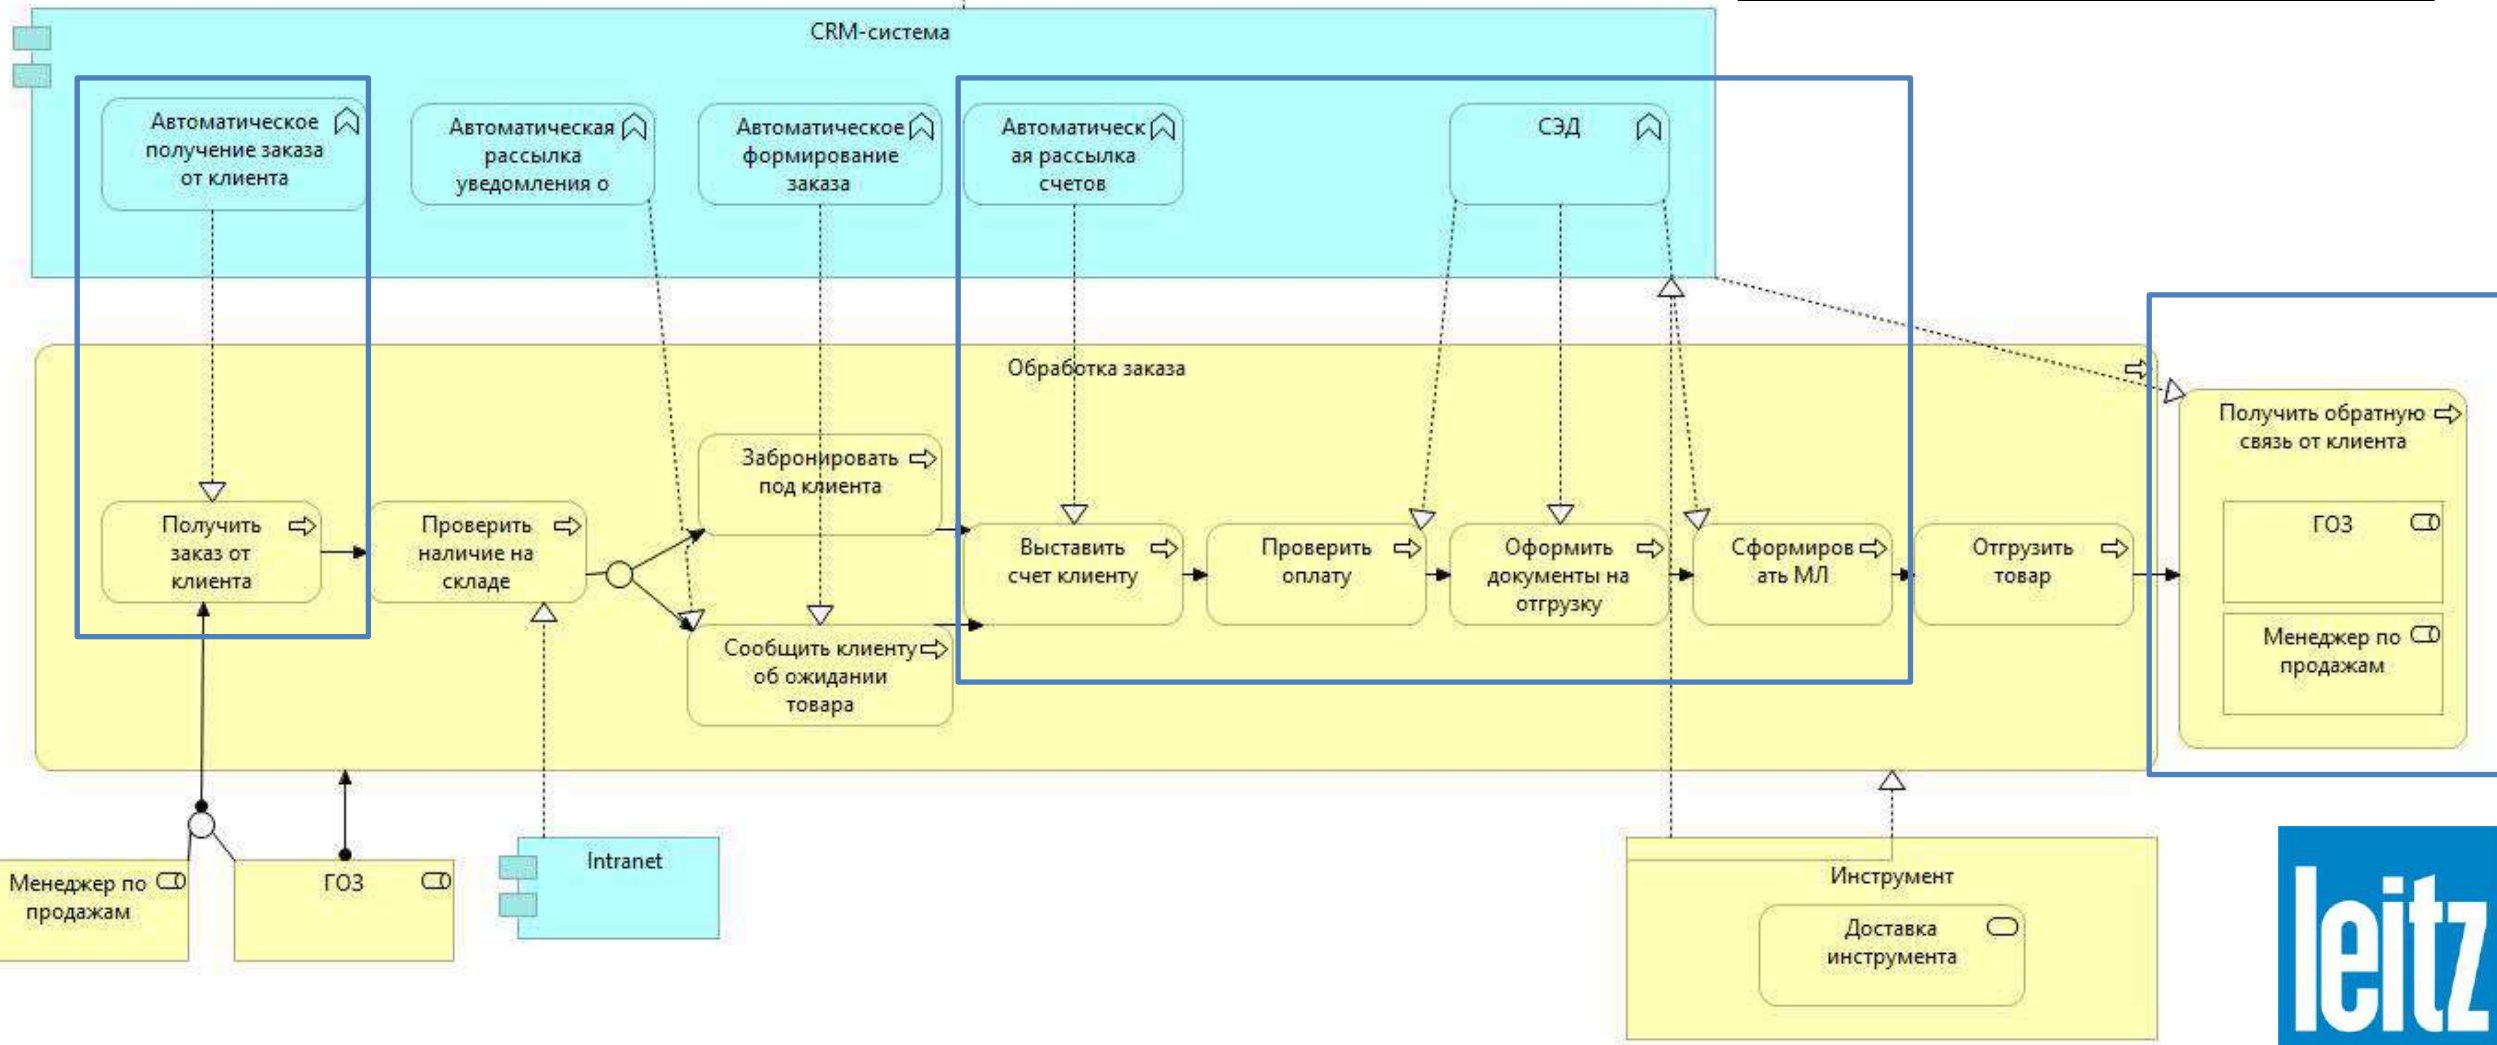 CRM-система
Автоматическое
получение заказа
от клиента
Автоматическая
рассылка
уведомления о
Автоматическое
формирование
заказа
Автоматическ
ая рассылка
счетов
СЭД
Обработка заказа
Получить
заказ от
клиента
Проверить
наличие на
складе
Забронировать
под клиента
Сообщить клиенту
об ожидании
товара
Выставить
счет клиенту
Проверить
оплату
Оформить
документы на
отгрузку
Сформиров
ать МЛ
Отгрузить
товар
Получить обратную
связь от клиента
ГОЗ
Менеджер по
продажам
Менеджер по
продажам
ГОЗ
Intranet
Инструмент
Доставка
инструмента
leitz